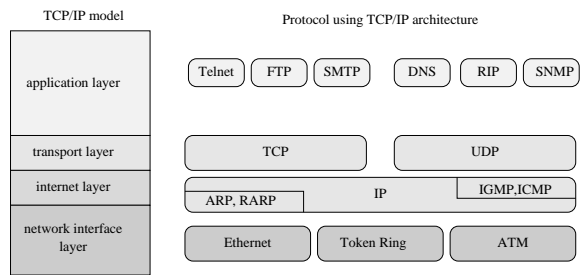 TCP/IP model
Protocol using TCP/IP architecture
application layer
Telnet
FTP
SMTP
DNS
RIP
SNMP
transport layer
TCP
UDP
internet layer
ARP, RARP
IP
IGMP,ICMP
network interface
layer
Ethernet
Token Ring
ATM